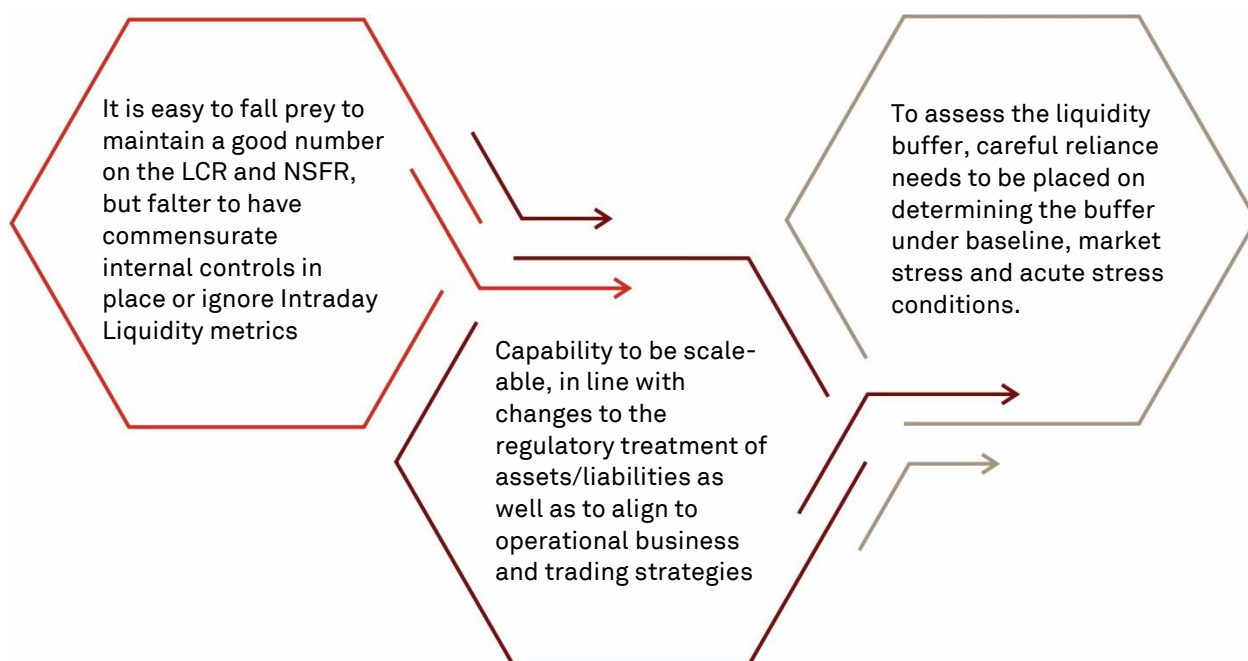 It is easy to fall prey to
maintain a good number
on the LCR and NSFR,
but falter to have
commensurate
internal controls in
place or ignore Intraday
Liquidity metrics
Capability to be scale-
able, in line with
changes to the
regulatory treatment of
assets/liabilities as
well as to align to
operational business
and trading strategies
To assess the liquidity
buffer, careful reliance
needs to be placed on
determining the buffer
under baseline, market
stress and acute stress
conditions.